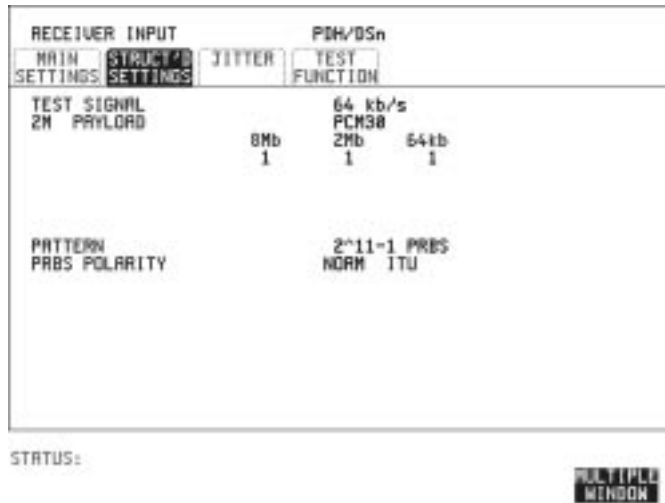 RECEIVER INPUT PDH/DSn
MAIN SETTINGS STRUCT'D SETTINGS JITTER TEST FUNCTION
TEST SIGNAL 64 kb/s
2M PAYLOAD PCM30
8Mb 2Mb 64kb
1 1 1
PATTERN 2^11-1 PRBS
PRBS POLARITY NORM ITU
STATUS:
MULTIPLE
WINDOW